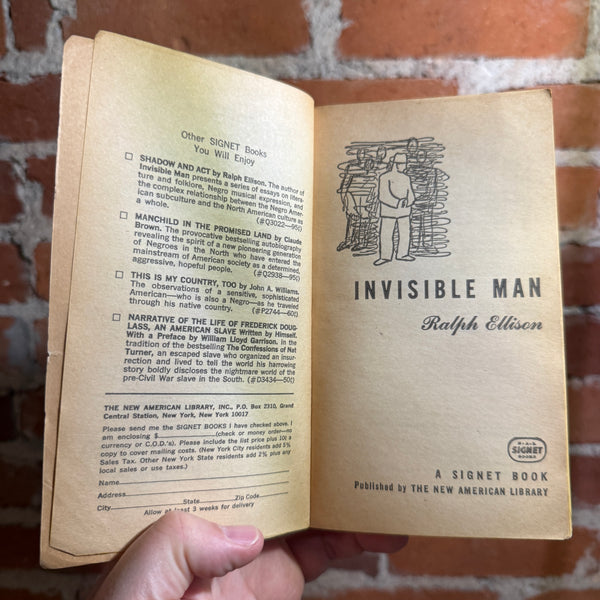 Other SIGNET Books
You Will Enjoy
☐ SHADOW AND ACT by Ralph Ellison. The author of
Invisible Man presents a series of essays on litera-
ture and folklore, Negro musical expression, and
the complex relationship between the Negro Amer-
ican subculture and the North American culture as
a whole. (#Q3022—95¢)
☐ MANCHILD IN THE PROMISED LAND by Claude
Brown. The provocative bestselling autobiography
revealing the spirit of a new pioneering generation
of Negroes in the North who have entered the
mainstream of American society as a determined,
aggressive, hopeful people. (#Q2938—95¢)
☐ THIS IS MY COUNTRY, TOO by John A. Williams.
The observations of a sensitive, sophisticated
American—who is also a Negro—as he traveled
through his native country. (#P2744—60¢)
☐ NARRATIVE OF THE LIFE OF FREDERICK DOUG-
LASS, AN AMERICAN SLAVE Written by Himself.
With a Preface by William Lloyd Garrison. In the
tradition of the bestselling The Confessions of Nat
Turner, an escaped slave who organized an insur-
rection and lived to tell the world his harrowing
story boldly discloses the nightmare world of the
pre-Civil War slave in the South. (#D3434—50¢)
THE NEW AMERICAN LIBRARY, INC., P.O. Box 2310, Grand
Central Station, New York, New York 10017
Please send me the SIGNET BOOKS I have checked above. I
am enclosing $ (check or money order—no
currency or C.O.D.'s). Please include the list price plus 10¢ a
copy to cover mailing costs. (New York City residents add 5%
Sales Tax. Other New York State residents add 2% plus any
local sales or use taxes.)
Name
Address
City State Zip Code
Allow at least 3 weeks for delivery
INVISIBLE MAN
Ralph Ellison
SIGNET
BOOKS
A SIGNET BOOK
Published by THE NEW AMERICAN LIBRARY